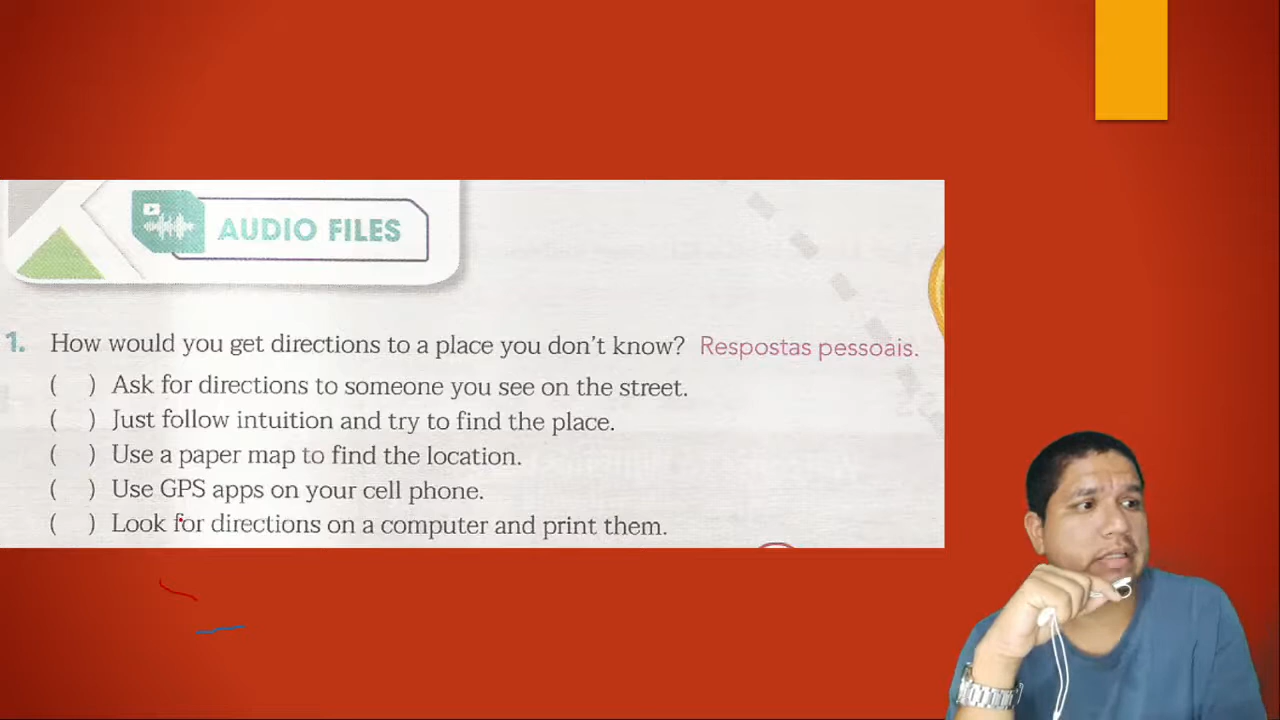 AUDIO FILES
1. How would you get directions to a place you don't know? Respostas pessoais.
( ) Ask for directions to someone you see on the street.
( ) Just follow intuition and try to find the place.
( ) Use a paper map to find the location.
( ) Use GPS apps on your cell phone.
( ) Look for directions on a computer and print them.